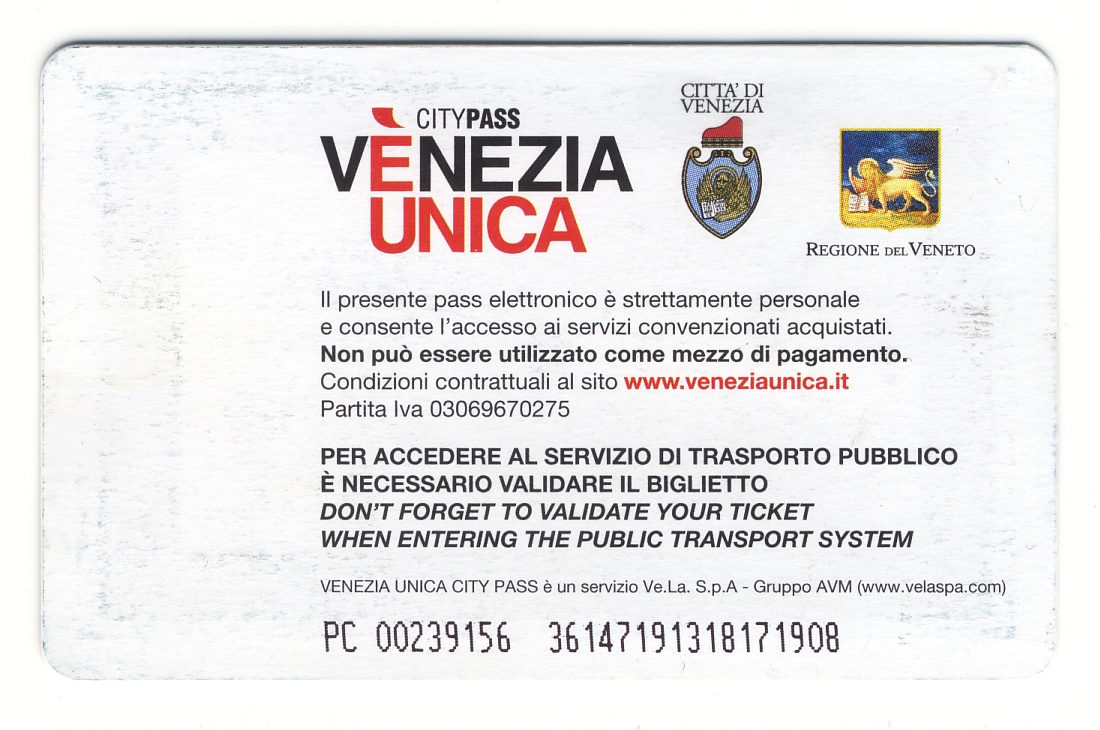 CITYPASS
VÈNEZIA
UNICA
CITTA' DI
VENEZIA
REGIONE DEL VENETO
Il presente pass elettronico è strettamente personale
e consente l'accesso ai servizi convenzionati acquistati.
Non può essere utilizzato come mezzo di pagamento.
Condizioni contrattuali al sito www.veneziaunica.it
Partita Iva 03069670275
PER ACCEDERE AL SERVIZIO DI TRASPORTO PUBBLICO
È NECESSARIO VALIDARE IL BIGLIETTO
DON'T FORGET TO VALIDATE YOUR TICKET
WHEN ENTERING THE PUBLIC TRANSPORT SYSTEM
VENEZIA UNICA CITY PASS è un servizio Ve.La. S.p.A - Gruppo AVM (www.velaspa.com)
PC 00239156 36147191318171908